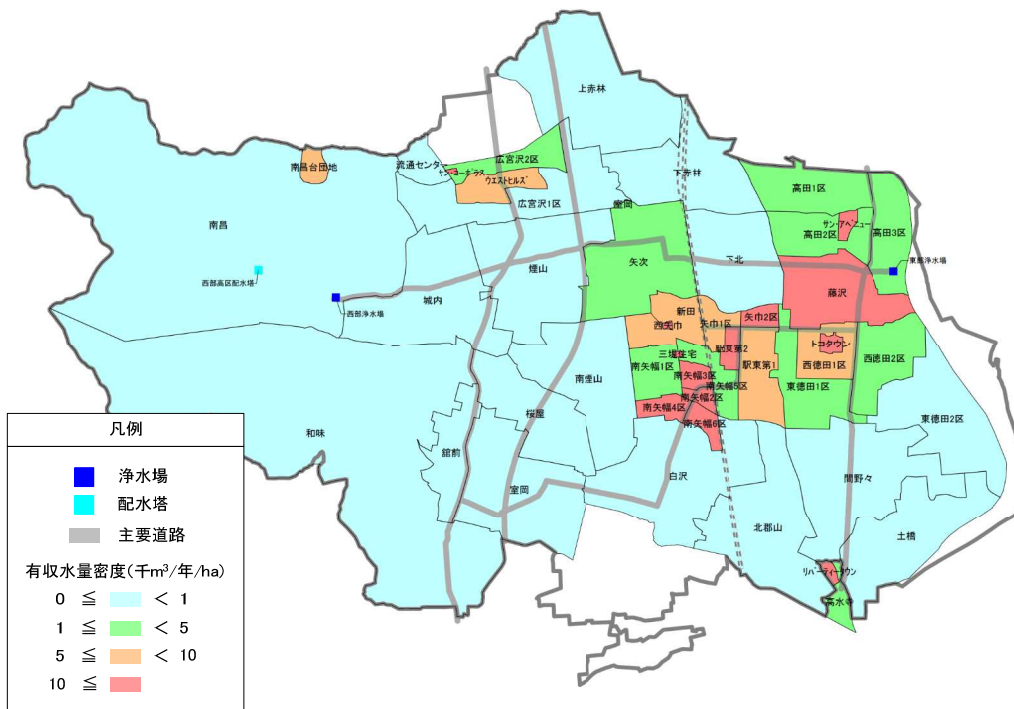 上赤林
南昌台団地
流通センター
広宮沢2区
サン・コーポラス
ウエストヒルズ
広宮沢1区
下赤林
高田1区
サン・アベニュー
高田2区
高田3区
南昌
室岡
矢次
下北
煙山
東部浄水場
西部高区配水塔
西部浄水場
城内
藤沢
新田
西矢巾
矢巾1区
矢巾2区
駅東第2
三堤住宅
トコタウン
南矢幅1区
駅東第1
西徳田1区
西徳田2区
南煙山
南矢幅3区
南矢幅5区
東徳田1区
南矢幅2区
南矢幅4区
桜屋
南矢幅6区
東徳田2区
和味
舘前
白沢
間野々
室岡
北郡山
土橋
リバーティータウン
高水寺
凡例
浄水場
配水塔
主要道路
有収水量密度(千m³/年/ha)
0 ≦ < 1
1 ≦ < 5
5 ≦ < 10
10 ≦